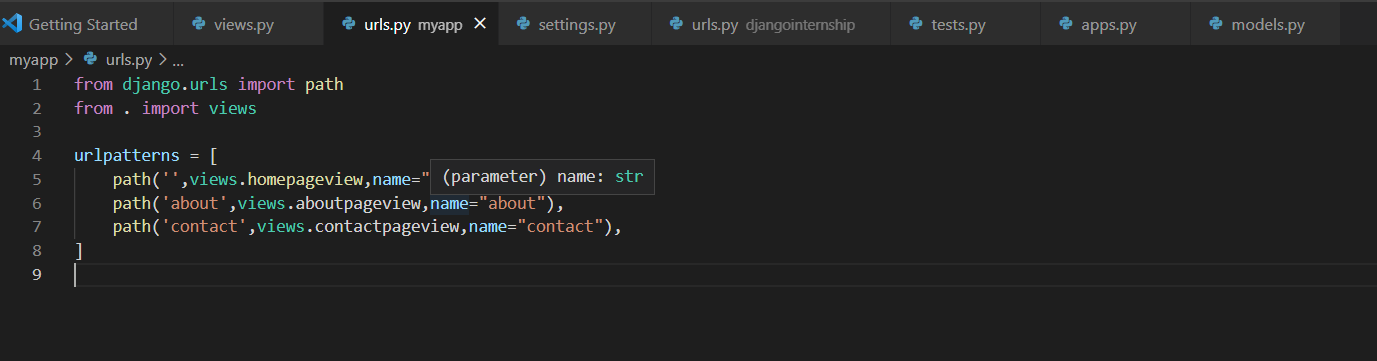 Getting Started views.py urls.py myapp settings.py urls.py djangointernship tests.py apps.py models.py
myapp > urls.py > ...
1 from django.urls import path
2 from . import views
3
4 urlpatterns = [
5 path('',views.homepageview,name="
(parameter) name: str
6 path('about',views.aboutpageview,name="about"),
7 path('contact',views.contactpageview,name="contact"),
8 ]
9